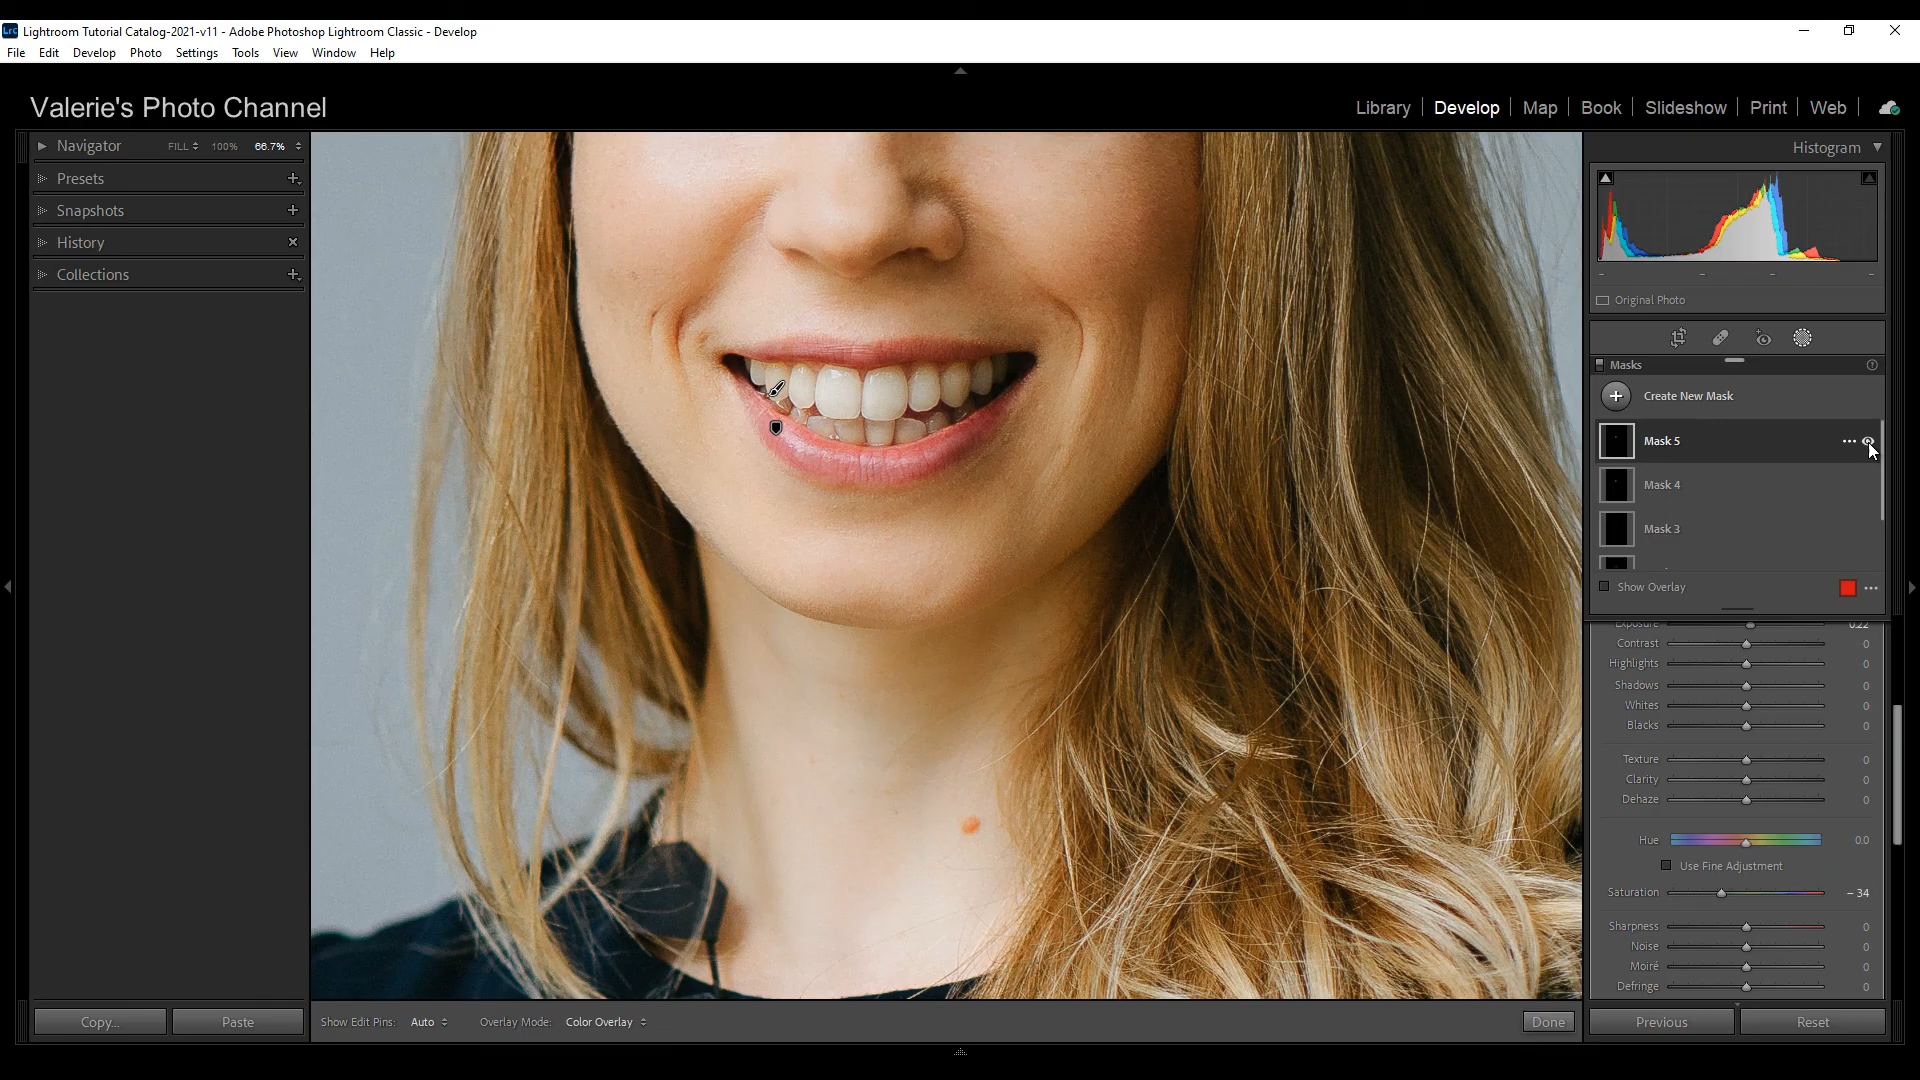 Lrc Lightroom Tutorial Catalog-2021-v11 - Adobe Photoshop Lightroom Classic - Develop
File Edit Develop Photo Settings Tools View Window Help
Valerie's Photo Channel
Library Develop Map Book Slideshow Print Web
Navigator FILL 100% 66.7%
Presets
Snapshots
History
Collections
Histogram
Original Photo
Masks
Create New Mask
Mask 5
Mask 4
Mask 3
Show Overlay
Exposure 0.22
Contrast 0
Highlights 0
Shadows 0
Whites 0
Blacks 0
Texture 0
Clarity 0
Dehaze 0
Hue 0.0
Use Fine Adjustment
Saturation – 34
Sharpness 0
Noise 0
Moiré 0
Defringe 0
Copy... Paste
Show Edit Pins: Auto Overlay Mode: Color Overlay Done
Previous Reset